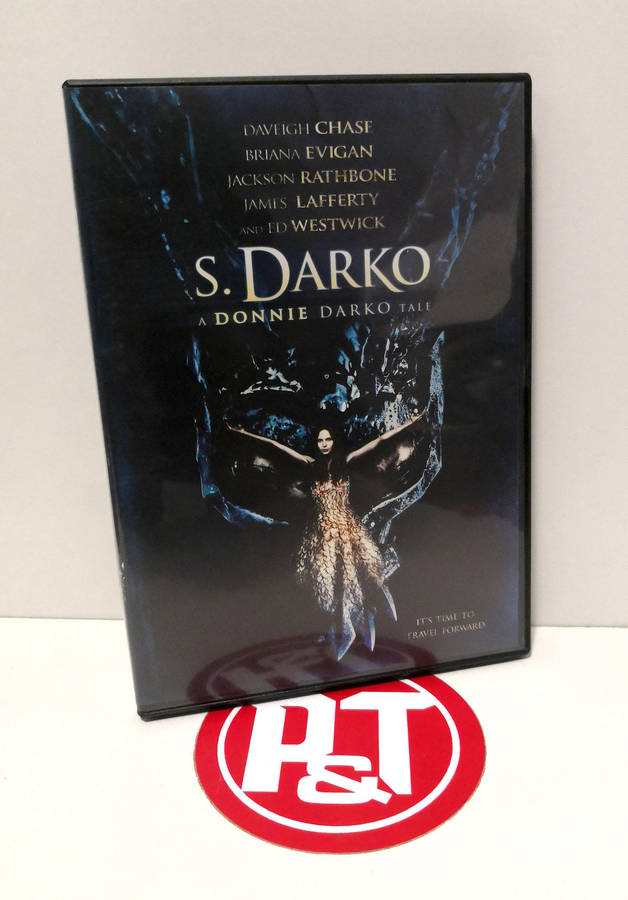 DAVEIGH CHASE
BRIANA EVIGAN
JACKSON RATHBONE
JAMES LAFFERTY
AND ED WESTWICK
S. DARKO
A DONNIE DARKO TALE
IT'S TIME TO
TRAVEL FORWARD
P&T